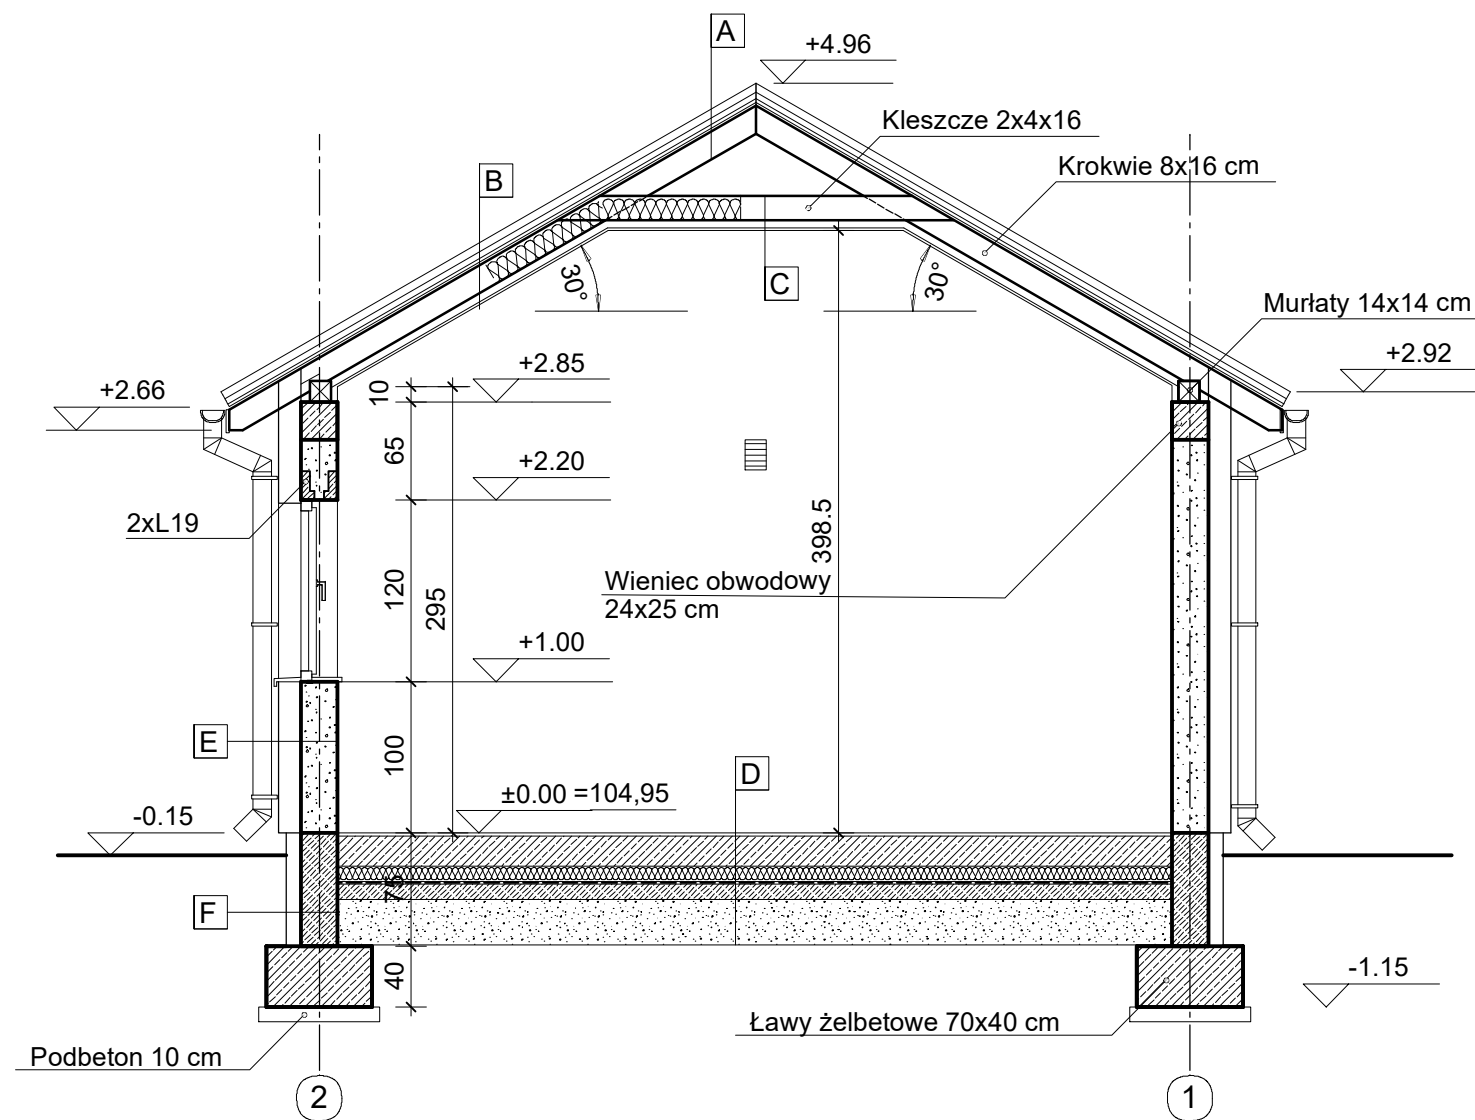 A
+4.96
Kleszcze 2x4x16
Krokwie 8x16 cm
B
30°
C
30°
Murłaty 14x14 cm
+2.92
+2.66
10
+2.85
65
+2.20
2xL19
398.5
120
295
Wieniec obwodowy
24x25 cm
+1.00
E
100
D
±0.00 =104,95
-0.15
75
F
40
-1.15
Ławy żelbetowe 70x40 cm
Podbeton 10 cm
2
1